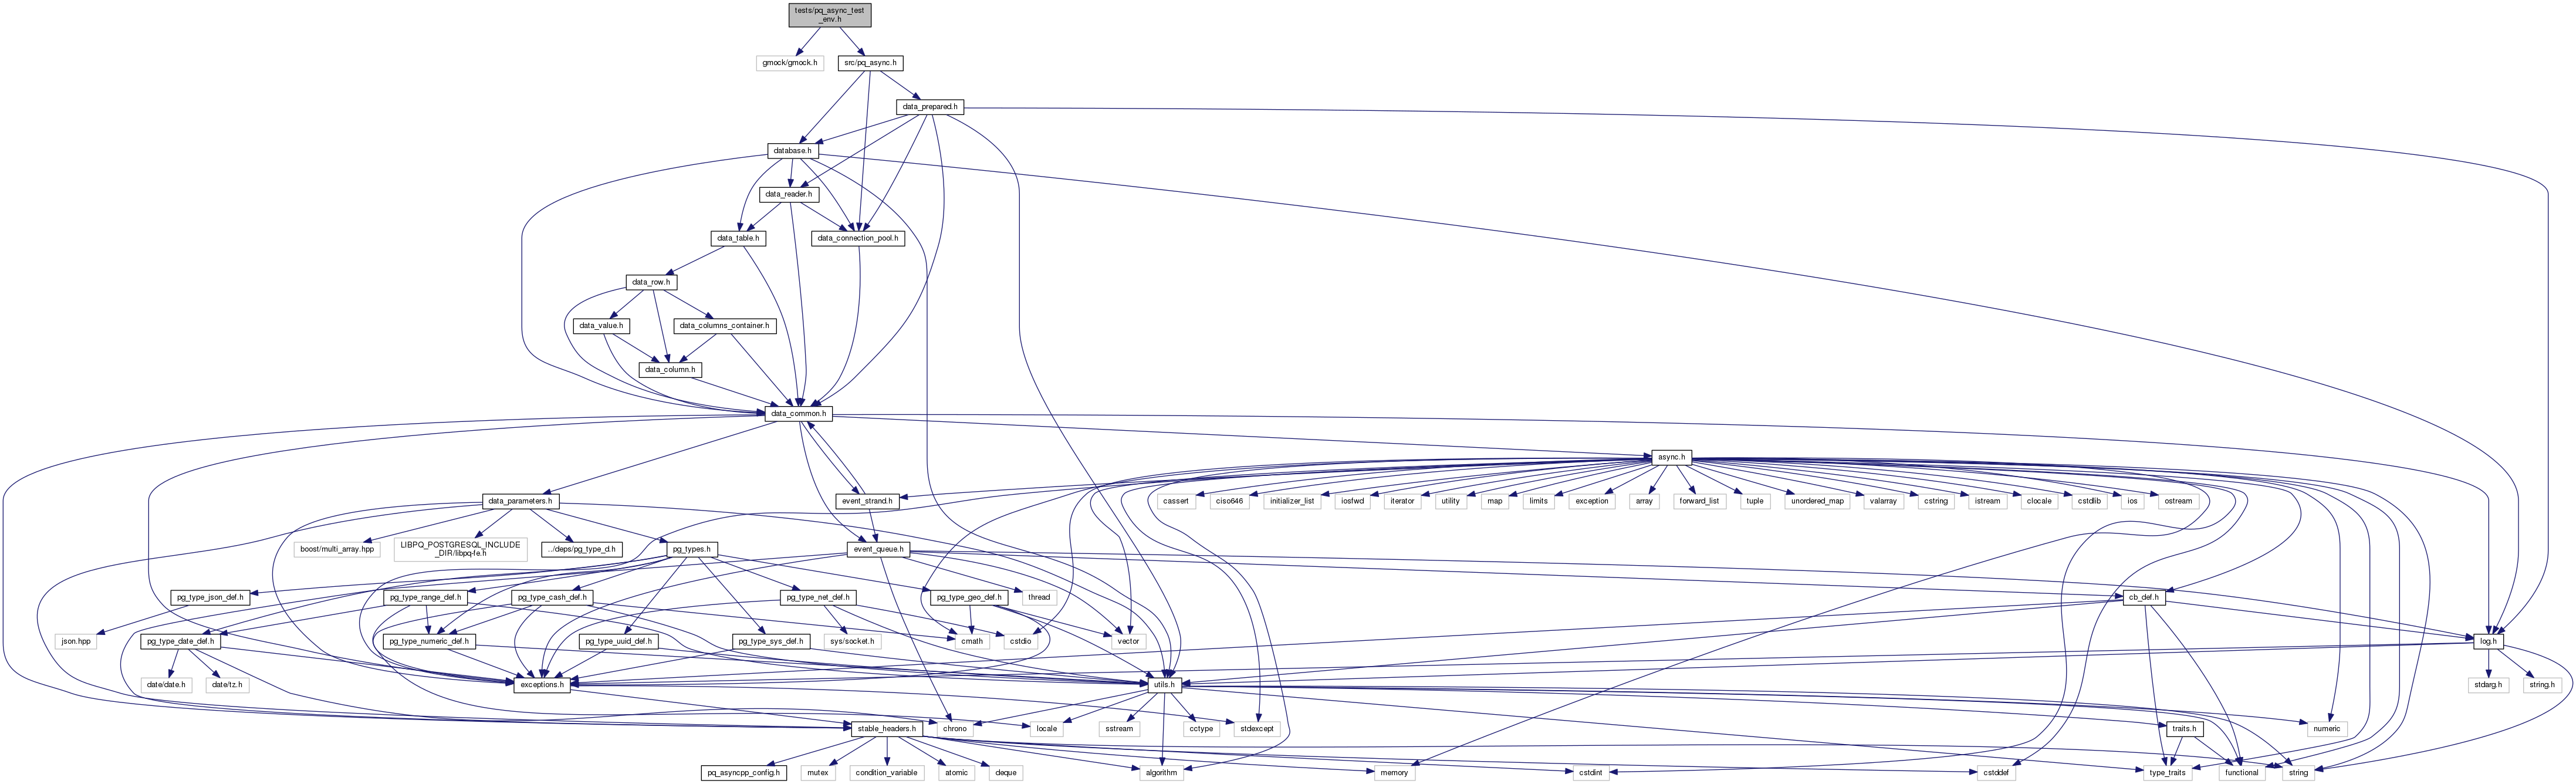 tests/pq_async_test
_env.h
gmock/gmock.h
src/pq_async.h
data_prepared.h
database.h
data_reader.h
data_table.h
data_connection_pool.h
data_row.h
data_value.h
data_columns_container.h
data_column.h
data_common.h
async.h
data_parameters.h
event_strand.h
cassert
ciso646
initializer_list
iosfwd
iterator
utility
map
limits
exception
array
forward_list
tuple
unordered_map
valarray
cstring
istream
clocale
cstdlib
ios
ostream
boost/multi_array.hpp
LIBPQ_POSTGRESQL_INCLUDE
_DIR/libpq-fe.h
../deps/pg_type_d.h
pg_types.h
event_queue.h
pg_type_json_def.h
pg_type_range_def.h
pg_type_cash_def.h
pg_type_net_def.h
pg_type_geo_def.h
thread
cb_def.h
json.hpp
pg_type_date_def.h
pg_type_numeric_def.h
pg_type_uuid_def.h
pg_type_sys_def.h
sys/socket.h
cmath
cstdio
vector
log.h
date/date.h
date/tz.h
exceptions.h
utils.h
stdarg.h
string.h
stable_headers.h
chrono
locale
sstream
cctype
stdexcept
traits.h
numeric
pq_asyncpp_config.h
mutex
condition_variable
atomic
deque
algorithm
memory
cstdint
cstddef
type_traits
functional
string